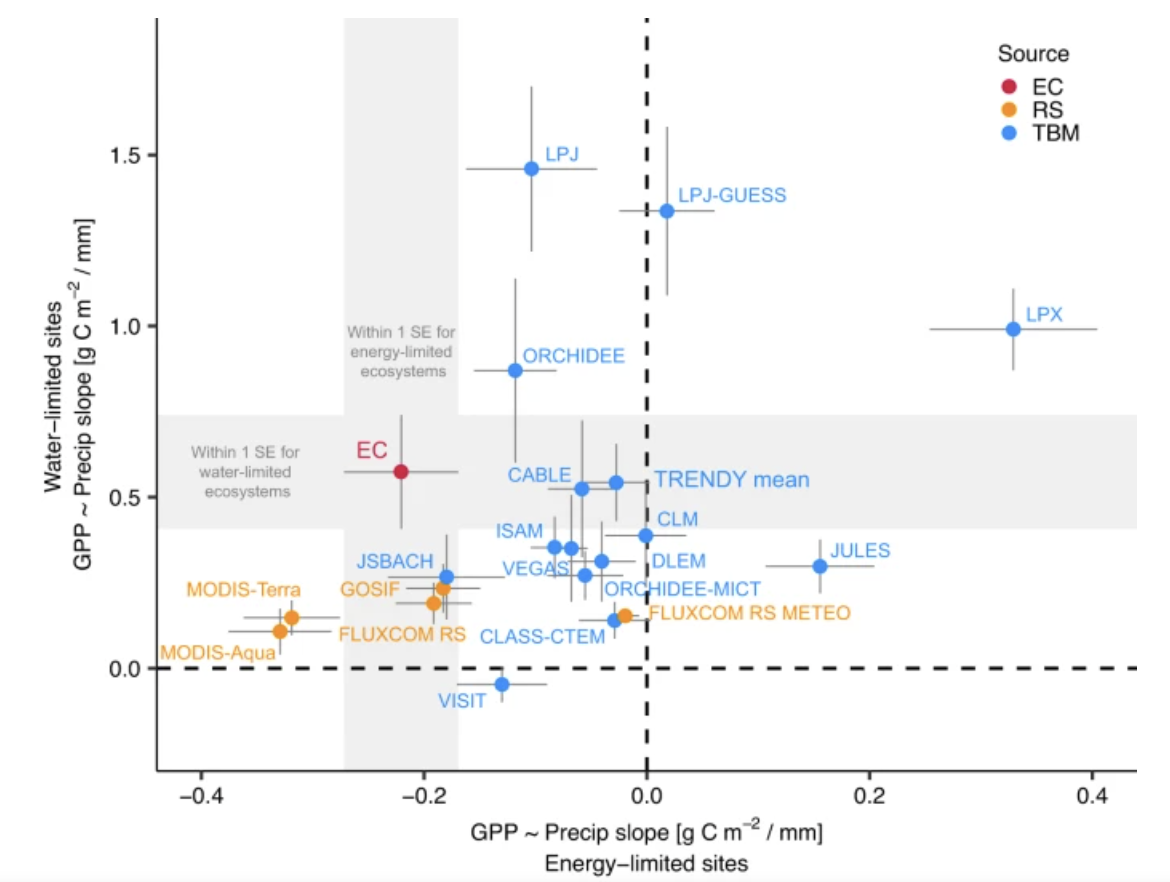 Source
EC
RS
TBM
Water−limited sites
GPP ~ Precip slope [g C m⁻² / mm]
1.5
1.0
0.5
0.0
LPJ
LPJ-GUESS
LPX
Within 1 SE for
energy-limited
ecosystems
ORCHIDEE
Within 1 SE for
water-limited
ecosystems
EC
CABLE
TRENDY mean
CLM
ISAM
JULES
JSBACH
VEGAS
DLEM
MODIS-Terra
GOSIF
ORCHIDEE-MICT
FLUXCOM RS METEO
FLUXCOM RS
CLASS-CTEM
MODIS-Aqua
VISIT
−0.4
−0.2
0.0
0.2
0.4
GPP ~ Precip slope [g C m⁻² / mm]
Energy−limited sites